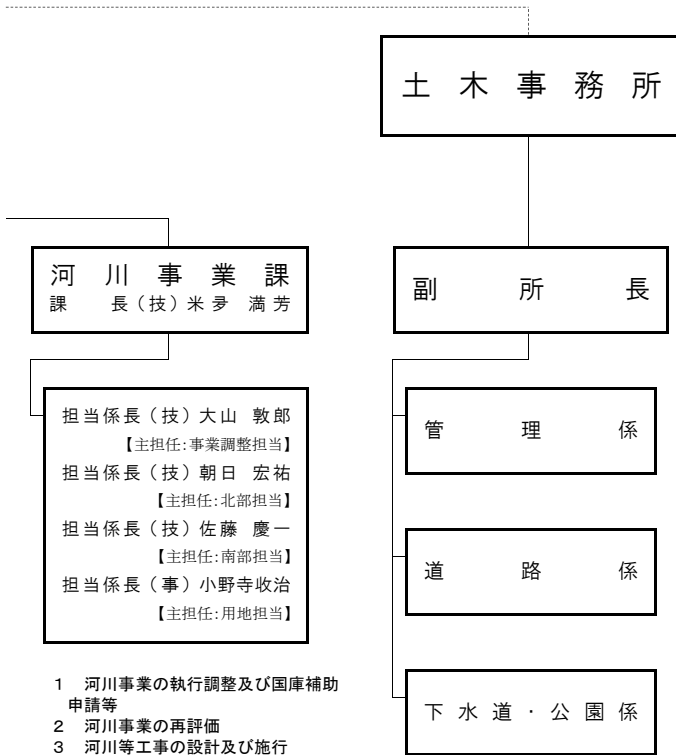 土木事務所
河川事業課
課長(技)米夛 満芳
担当係長(技)大山 敦郎
【主担任:事業調整担当】
担当係長(技)朝日 宏祐
【主担任:北部担当】
担当係長(技)佐藤 慶一
【主担任:南部担当】
担当係長(事)小野寺收治
【主担任:用地担当】
1 河川事業の執行調整及び国庫補助
申請等
2 河川事業の再評価
3 河川等工事の設計及び施行
副所長
管理係
道路係
下水道・公園係